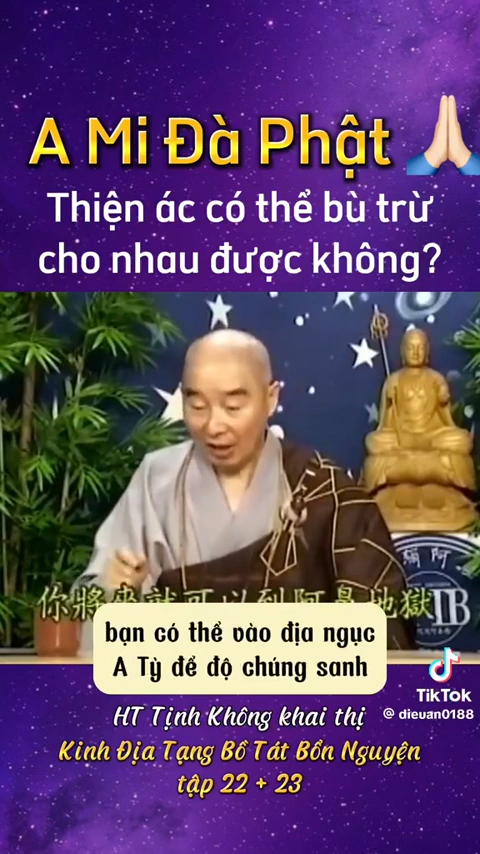 A Mi Đà Phật
Thiện ác có thể bù trừ
cho nhau được không?
你將來就可以到阿鼻地獄
bạn có thể vào địa ngục
A Tỳ để độ chúng sanh
HT Tịnh Không khai thị
Kinh Địa Tạng Bồ Tát Bổn Nguyện
tập 22 + 23
TikTok
@ dieuan0188